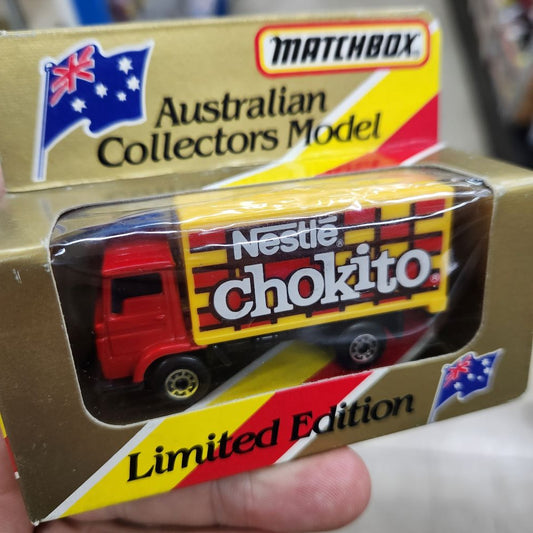 MATCHBOX
Australian
Collectors Model
Nestlé
chokito
Limited Edition